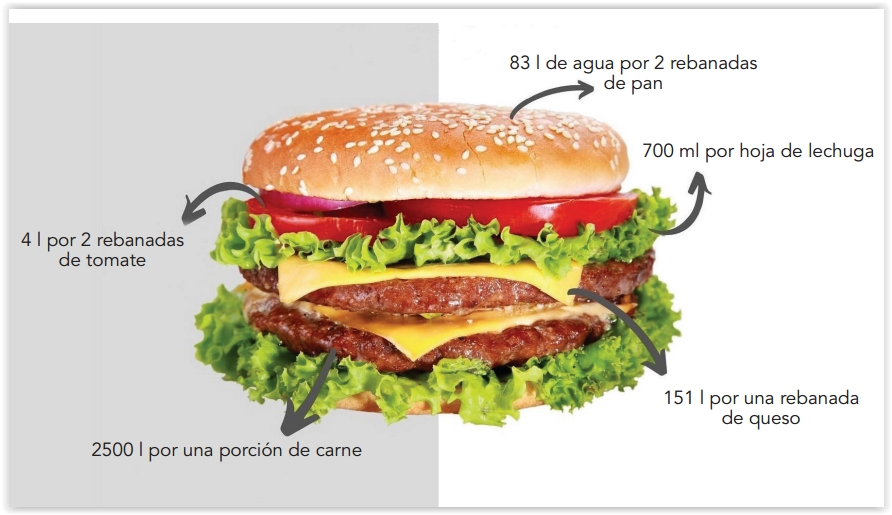 83 l de agua por 2 rebanadas
de pan
700 ml por hoja de lechuga
4 l por 2 rebanadas
de tomate
151 l por una rebanada
de queso
2500 l por una porción de carne